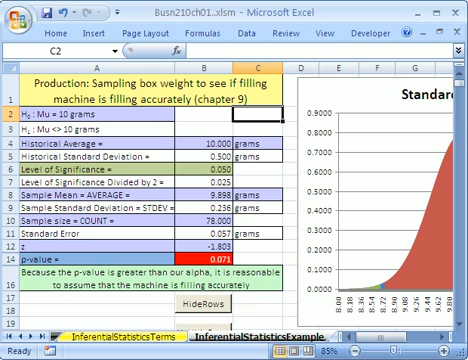 Busn210ch01...xlsm - Microsoft Excel
Home Insert Page Layout Formulas Data Review View Developer
C2 fx
A B C D E F G
1 Production: Sampling box weight to see if filling
machine is filling accurately (chapter 9)
2 H₀ : Mu = 10 grams
3 H₁ : Mu <> 10 grams
4 Historical Average = 10.000 grams
5 Historical Standard Deviation = 0.500 grams
6 Level of Significance = 0.050
7 Level of Significance Divided by 2 = 0.025
8 Sample Mean = AVERAGE = 9.898 grams
9 Sample Standard Deviation = STDEV = 0.236 grams
10 Sample size = COUNT = 78.000
11 Standard Error 0.057 grams
12 z -1.803
14 p-value = 0.071
16 Because the p-value is greater than our alpha, it is reasonable
to assume that the machine is filling accurately
17
18
19
HideRows
Standard
0.9000
0.8000
0.7000
0.6000
0.5000
0.4000
0.3000
0.2000
0.1000
0.0000
8.00 8.18 8.36 8.54 8.72 8.90 9.08 9.26 9.44 9.62 9.80
InferentialStatisticsTerms InferentialStatisticsExample
85%